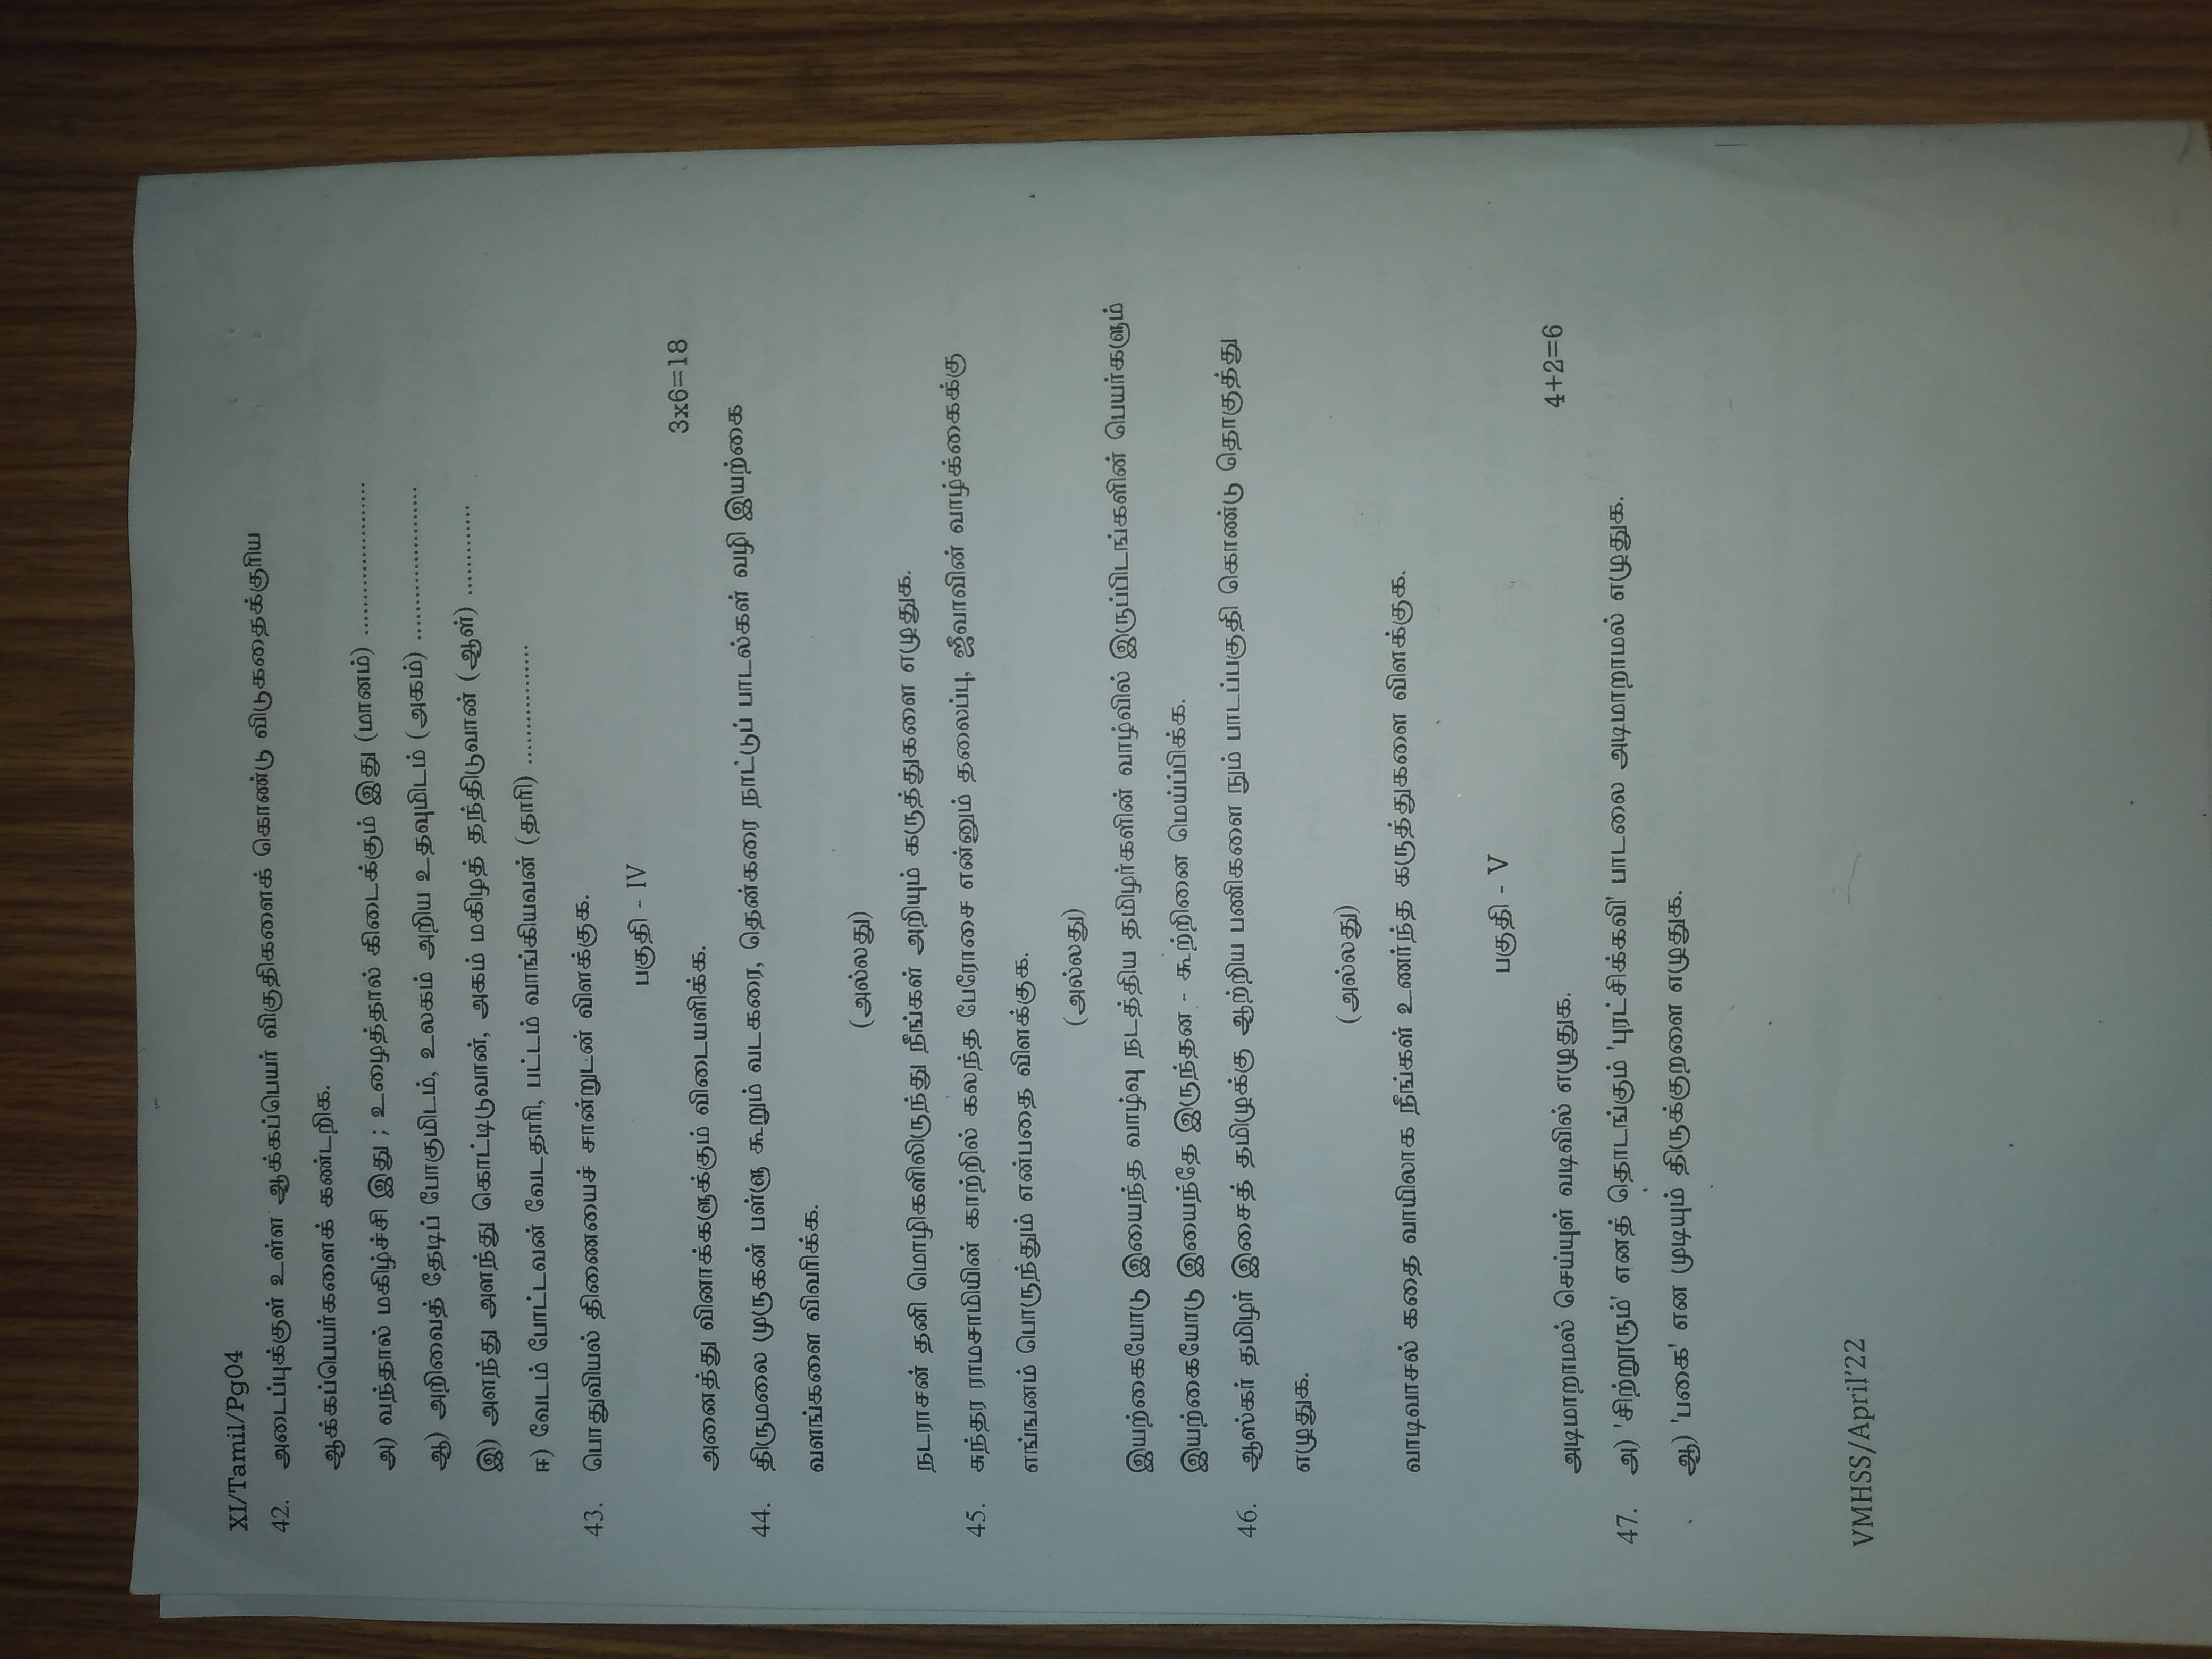 XI/Tamil/Pg04
42. அடைப்புக்குள் உள்ள ஆக்கப்பெயர் விகுதிகளைக் கொண்டு விடுகதைக்குரிய
ஆக்கப்பெயர்களைக் கண்டறிக.
அ) வந்தால் மகிழ்ச்சி இது ; உழைத்தால் கிடைக்கும் இது (மானம்) ......................
ஆ) அறிவைத் தேடிப் போகுமிடம், உலகம் அறிய உதவுமிடம் (அகம்) ......................
இ) அளந்து அளந்து கொட்டிடுவான், அகம் மகிழத் தந்திடுவான் (ஆள்) .............
ஈ) வேடம் போட்டவன் வேடதாரி, பட்டம் வாங்கியவன் (தாரி) .................
43. பொதுவியல் திணையைச் சான்றுடன் விளக்குக.
பகுதி - IV
அனைத்து வினாக்களுக்கும் விடையளிக்க. 3x6=18
44. திருமலை முருகன் பள்ளு கூறும் வடகரை, தென்கரை நாட்டுப் பாடல்கள் வழி இயற்கை
வளங்களை விவரிக்க.
(அல்லது)
நடராசன் தனி மொழிகளிலிருந்து நீங்கள் அறியும் கருத்துகளை எழுதுக.
45. சுந்தர ராமசாமியின் காற்றில் கலந்த பேரோசை என்னும் தலைப்பு, ஜீவாவின் வாழ்க்கைக்கு
எங்ஙனம் பொருந்தும் என்பதை விளக்குக.
(அல்லது)
இயற்கையோடு இயைந்த வாழ்வு நடத்திய தமிழர்களின் வாழ்வில் இருப்பிடங்களின் பெயர்களும்
இயற்கையோடு இயைந்தே இருந்தன - கூற்றினை மெய்ப்பிக்க.
46. ஆஸ்கர் தமிழர் இசைத் தமிழுக்கு ஆற்றிய பணிகளை நும் பாடப்பகுதி கொண்டு தொகுத்து
எழுதுக.
(அல்லது)
வாடிவாசல் கதை வாயிலாக நீங்கள் உணர்ந்த கருத்துகளை விளக்குக.
பகுதி - V
அடிமாறாமல் செய்யுள் வடிவில் எழுதுக. 4+2=6
47. அ) 'சிற்றூரும்' எனத் தொடங்கும் 'புரட்சிக்கவி' பாடலை அடிமாறாமல் எழுதுக.
ஆ) 'பகை' என முடியும் திருக்குறளை எழுதுக.
VMHSS/April'22